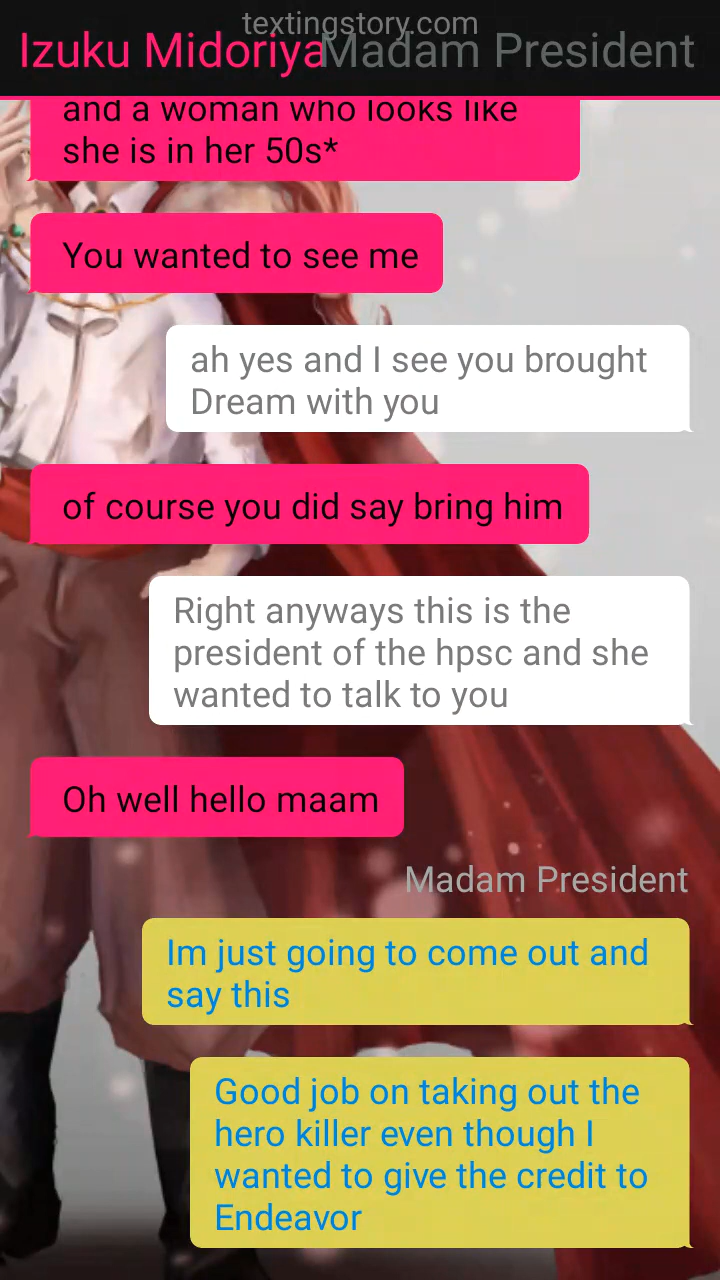 textingstory.com
Izuku Midoriya Madam President
and a woman who looks like
she is in her 50s*
You wanted to see me
ah yes and I see you brought
Dream with you
of course you did say bring him
Right anyways this is the
president of the hpsc and she
wanted to talk to you
Oh well hello maam
Madam President
Im just going to come out and
say this
Good job on taking out the
hero killer even though I
wanted to give the credit to
Endeavor